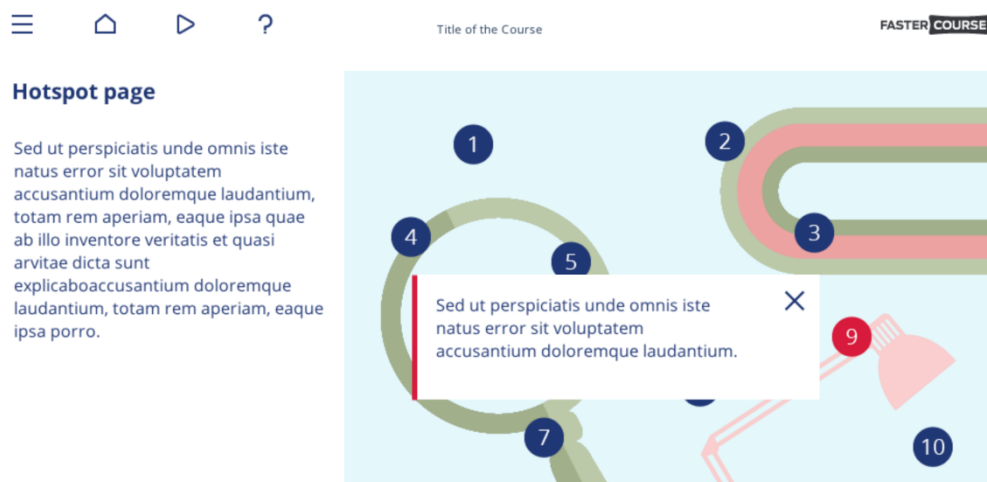 Title of the Course
FASTER COURSE
Hotspot page
Sed ut perspiciatis unde omnis iste
natus error sit voluptatem
accusantium doloremque laudantium,
totam rem aperiam, eaque ipsa quae
ab illo inventore veritatis et quasi
arvitae dicta sunt
explicaboaccusantium doloremque
laudantium, totam rem aperiam, eaque
ipsa porro.
1
2
3
4
5
Sed ut perspiciatis unde omnis iste
natus error sit voluptatem
accusantium doloremque laudantium.
9
7
10